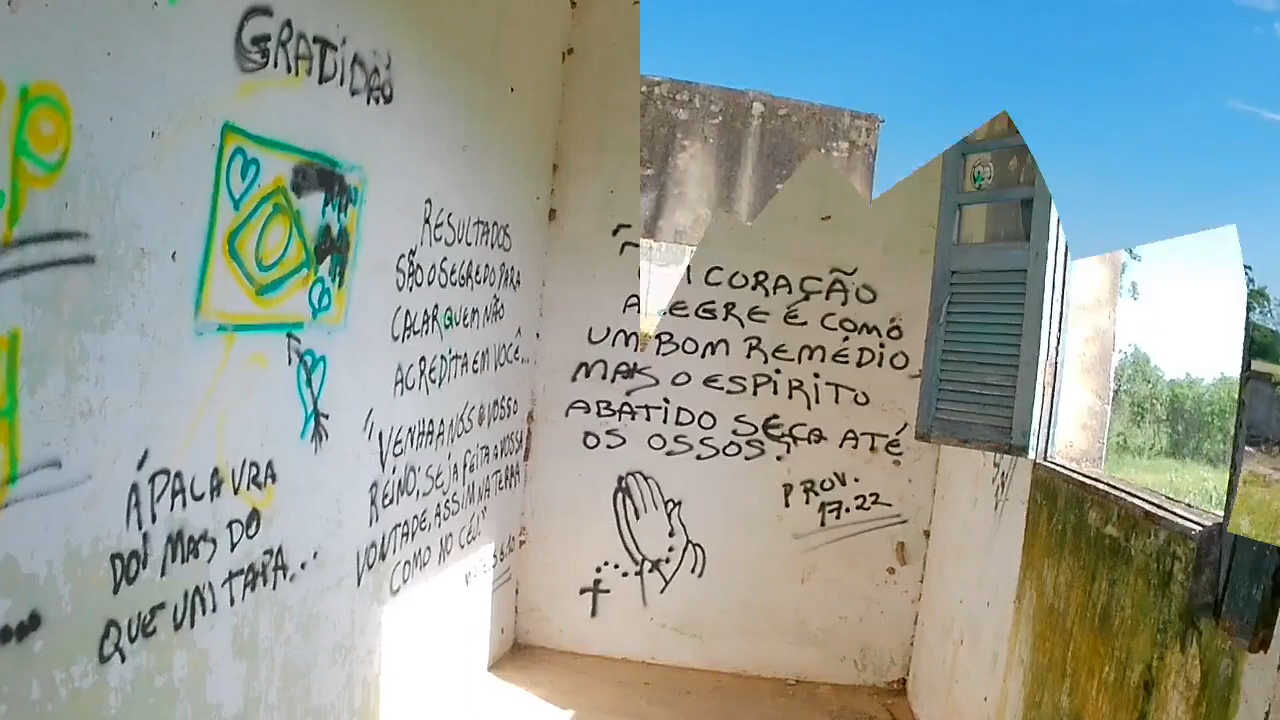 GRATIDÃO
RESULTADOS
SÃO O SEGREDO PARA
CALAR QUEM NÃO
ACREDITA EM VOCÊ...
"VENHA A NÓS O VOSSO
REINO, SEJA FEITA A VOSSA
VONTADE, ASSIM NA TERRA
COMO NO CÉU"
Á PALAVRA
DOI MAS DO
QUE UM TAPA...
CORAÇÃO
ALEGRE É COMO
UM BOM REMÉDIO,
MAS O ESPIRITO
ABATIDO SECA ATÉ
OS OSSOS".
PROV.
17.22